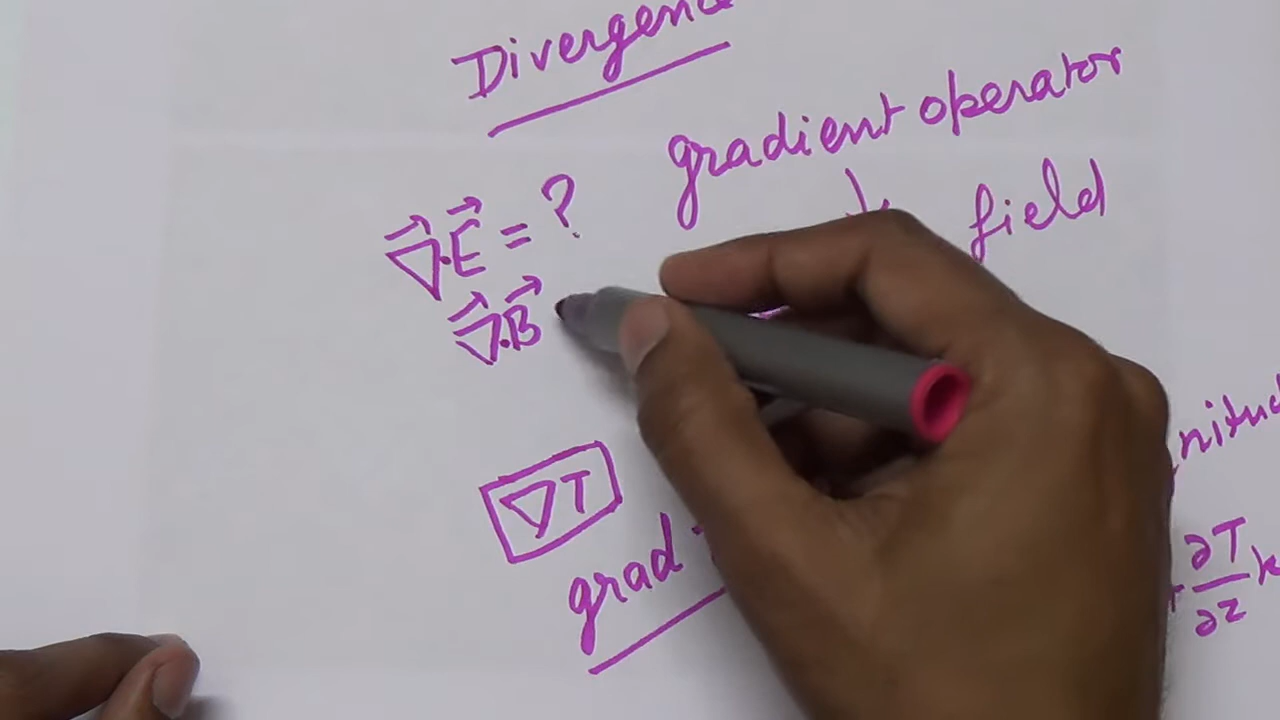 Divergence
gradient operator
field
∇⃗·E⃗ = ?
∇⃗·B⃗
∇T
grad
∂T/∂z k